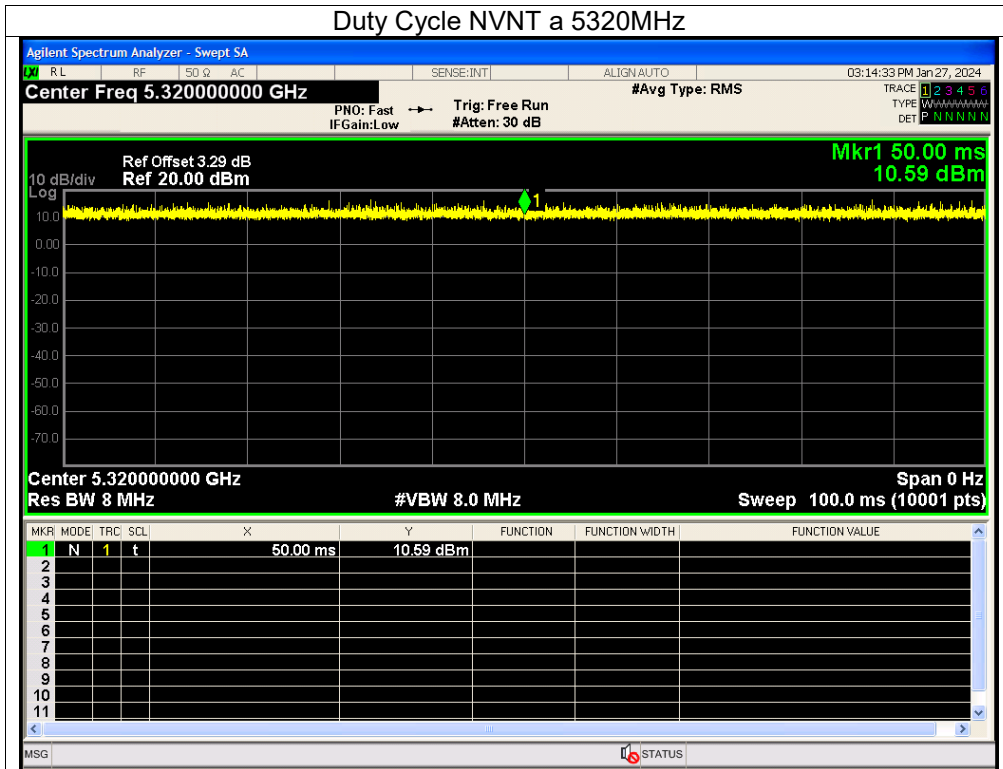 Duty Cycle NVNT a 5320MHz
Agilent Spectrum Analyzer - Swept SA
LXI RL RF 50 Ω AC SENSE:INT ALIGN AUTO 03:14:33 PM Jan 27, 2024
Center Freq 5.320000000 GHz #Avg Type: RMS TRACE 1 2 3 4 5 6
PNO: Fast Trig: Free Run TYPE WWWWWW
IFGain:Low #Atten: 30 dB DET P N N N N N
Mkr1 50.00 ms
Ref Offset 3.29 dB
10 dB/div Ref 20.00 dBm 10.59 dBm
Log
1
10.0
0.00
-10.0
-20.0
-30.0
-40.0
-50.0
-60.0
-70.0
Center 5.320000000 GHz Span 0 Hz
Res BW 8 MHz #VBW 8.0 MHz Sweep 100.0 ms (10001 pts)
MKR MODE TRC SCL X Y FUNCTION FUNCTION WIDTH FUNCTION VALUE
1 N 1 t 50.00 ms 10.59 dBm
2
3
4
5
6
7
8
9
10
11
MSG STATUS